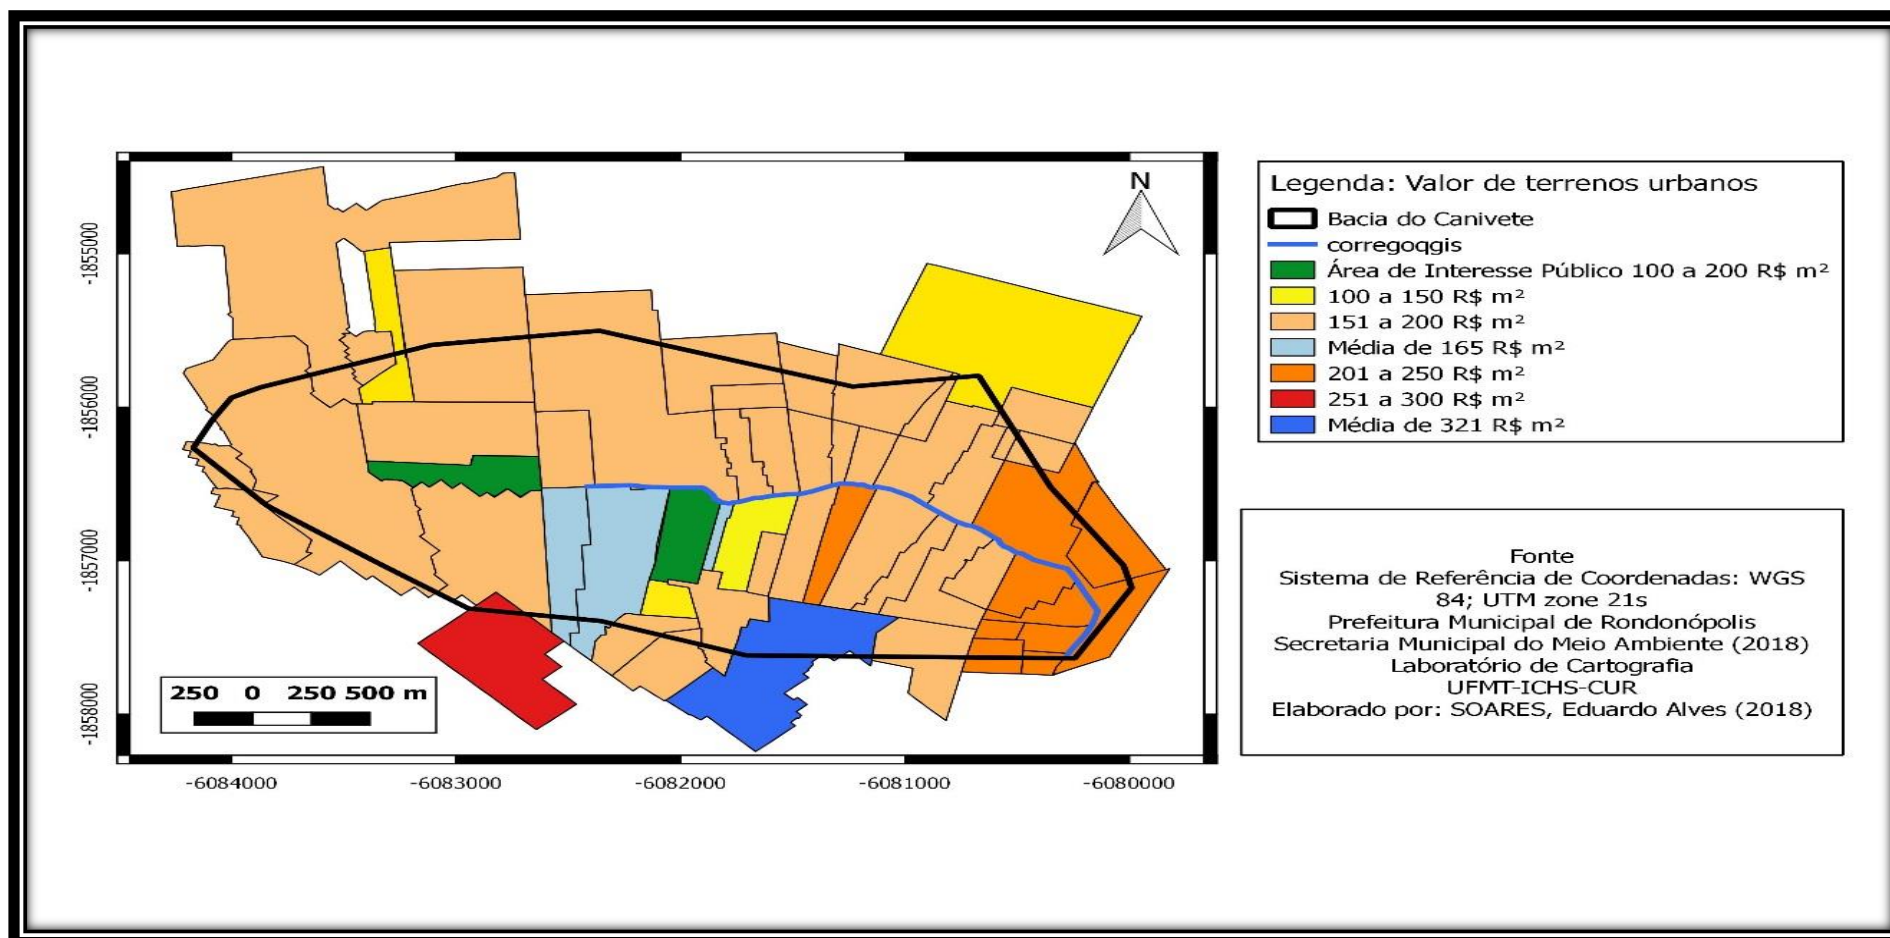 N
-1855000
-1856000
-1857000
-1858000
250 0 250 500 m
-6084000 -6083000 -6082000 -6081000 -6080000
Legenda: Valor de terrenos urbanos
Bacia do Canivete
corregoqgis
Área de Interesse Público 100 a 200 R$ m²
100 a 150 R$ m²
151 a 200 R$ m²
Média de 165 R$ m²
201 a 250 R$ m²
251 a 300 R$ m²
Média de 321 R$ m²
Fonte
Sistema de Referência de Coordenadas: WGS
84; UTM zone 21s
Prefeitura Municipal de Rondonópolis
Secretaria Municipal do Meio Ambiente (2018)
Laboratório de Cartografia
UFMT-ICHS-CUR
Elaborado por: SOARES, Eduardo Alves (2018)